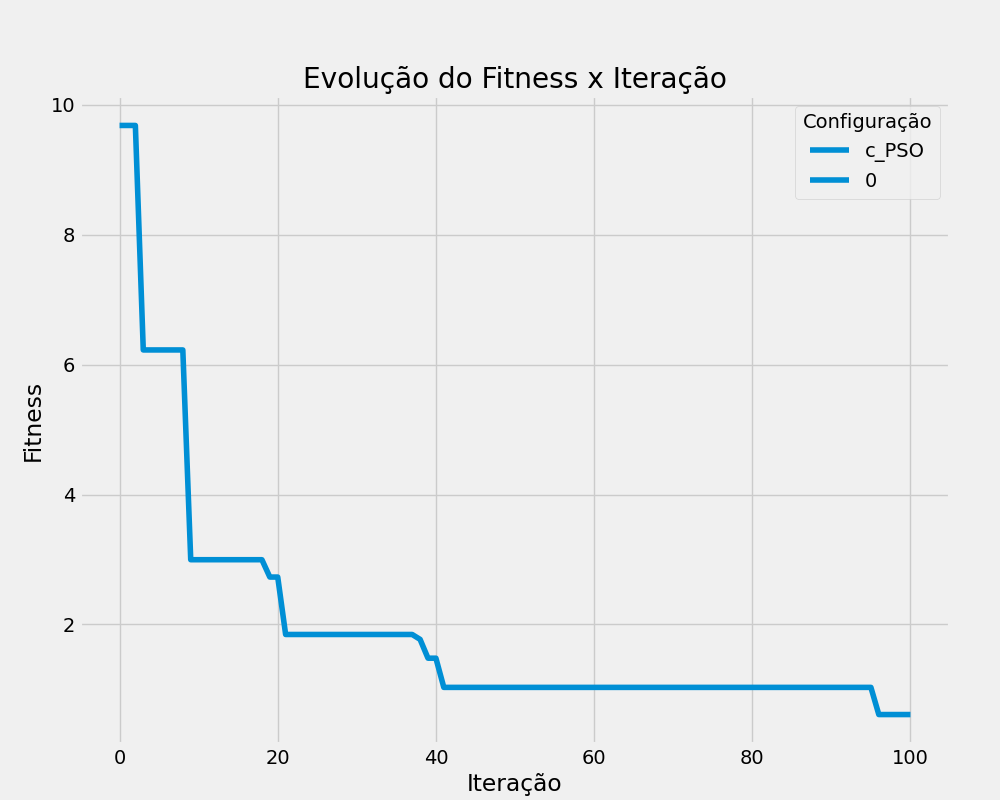 Evolução do Fitness x Iteração
Configuração
c_PSO
0
Fitness
10
8
6
4
2
0 20 40 60 80 100
Iteração